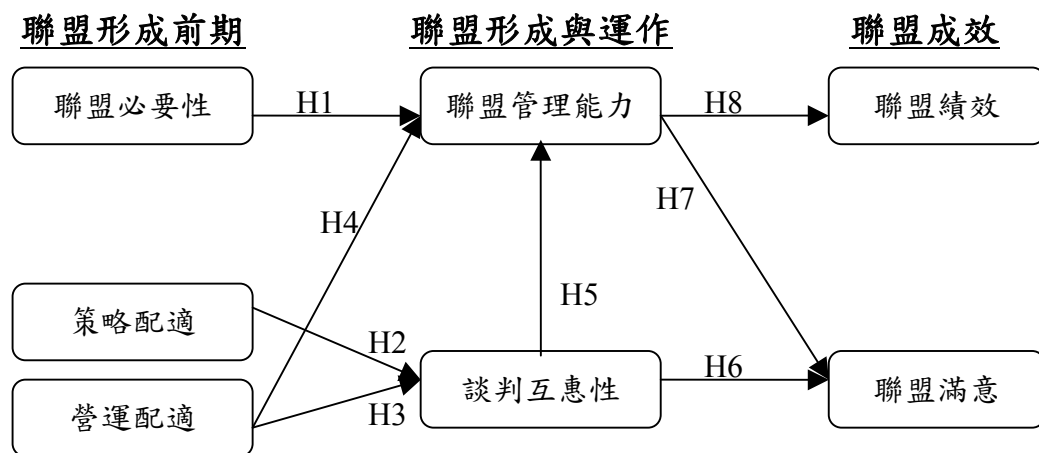 聯盟形成前期 聯盟形成與運作 聯盟成效
聯盟必要性 H1 聯盟管理能力 H8 聯盟績效
H4 H7
策略配適 H2 H5
營運配適 H3 談判互惠性 H6 聯盟滿意